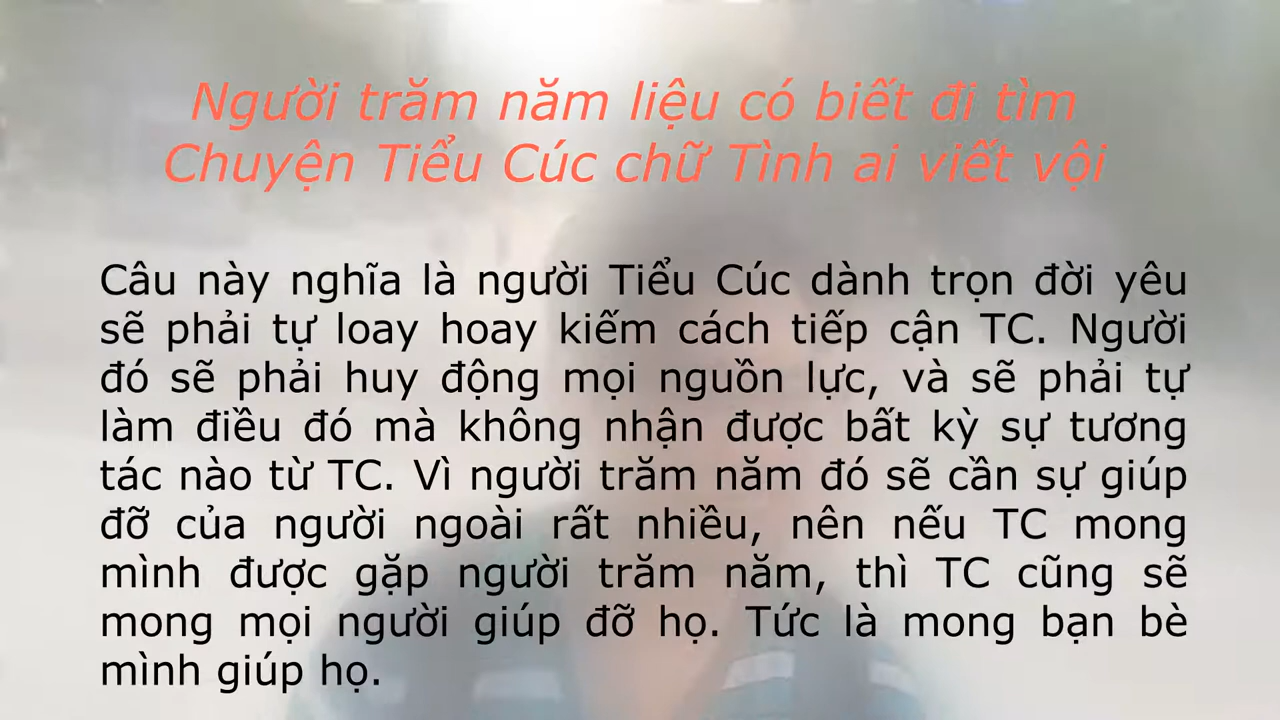 Người trăm năm liệu có biết đi tìm
Chuyện Tiểu Cúc chữ Tình ai viết vội
Câu này nghĩa là người Tiểu Cúc dành trọn đời yêu
sẽ phải tự loay hoay kiếm cách tiếp cận TC. Người
đó sẽ phải huy động mọi nguồn lực, và sẽ phải tự
làm điều đó mà không nhận được bất kỳ sự tương
tác nào từ TC. Vì người trăm năm đó sẽ cần sự giúp
đỡ của người ngoài rất nhiều, nên nếu TC mong
mình được gặp người trăm năm, thì TC cũng sẽ
mong mọi người giúp đỡ họ. Tức là mong bạn bè
mình giúp họ.